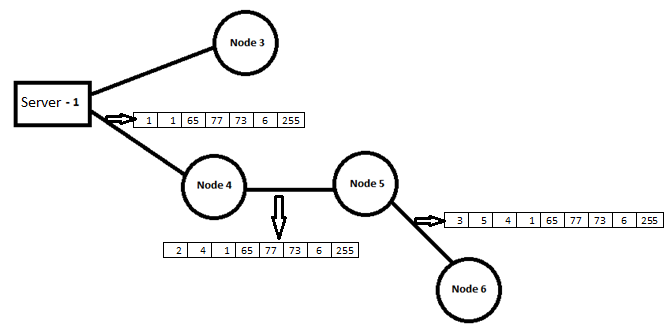 Node 3
Server - 1
1 1 65 77 73 6 255
Node 4
Node 5
3 5 4 1 65 77 73 6 255
2 4 1 65 77 73 6 255
Node 6